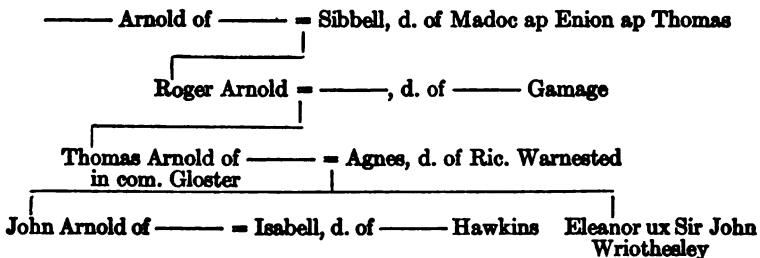 ——— Arnold of ——— = Sibbell, d. of Madoc ap Enion ap Thomas
Roger Arnold = ———, d. of ——— Gamage
Thomas Arnold of ——— = Agnes, d. of Ric. Warnested
in com. Gloster
John Arnold of ——— = Isabell, d. of ——— Hawkins Eleanor ux Sir John
Wriothesley